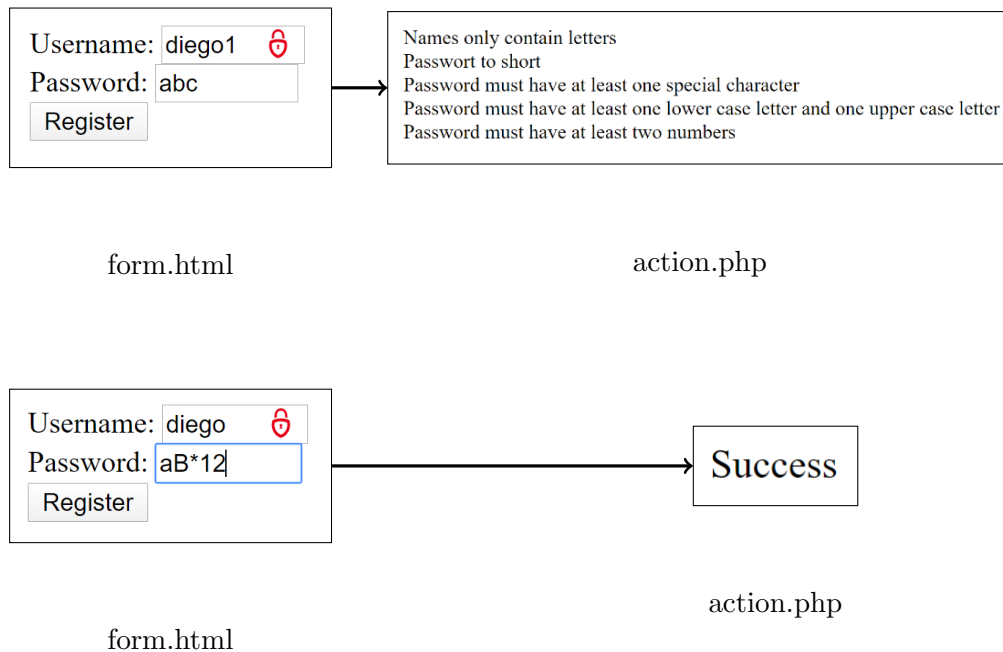 Username: diego1
Password: abc
Register
Names only contain letters
Passwort to short
Password must have at least one special character
Password must have at least one lower case letter and one upper case letter
Password must have at least two numbers
form.html
action.php
Username: diego
Password: aB*12
Register
Success
action.php
form.html